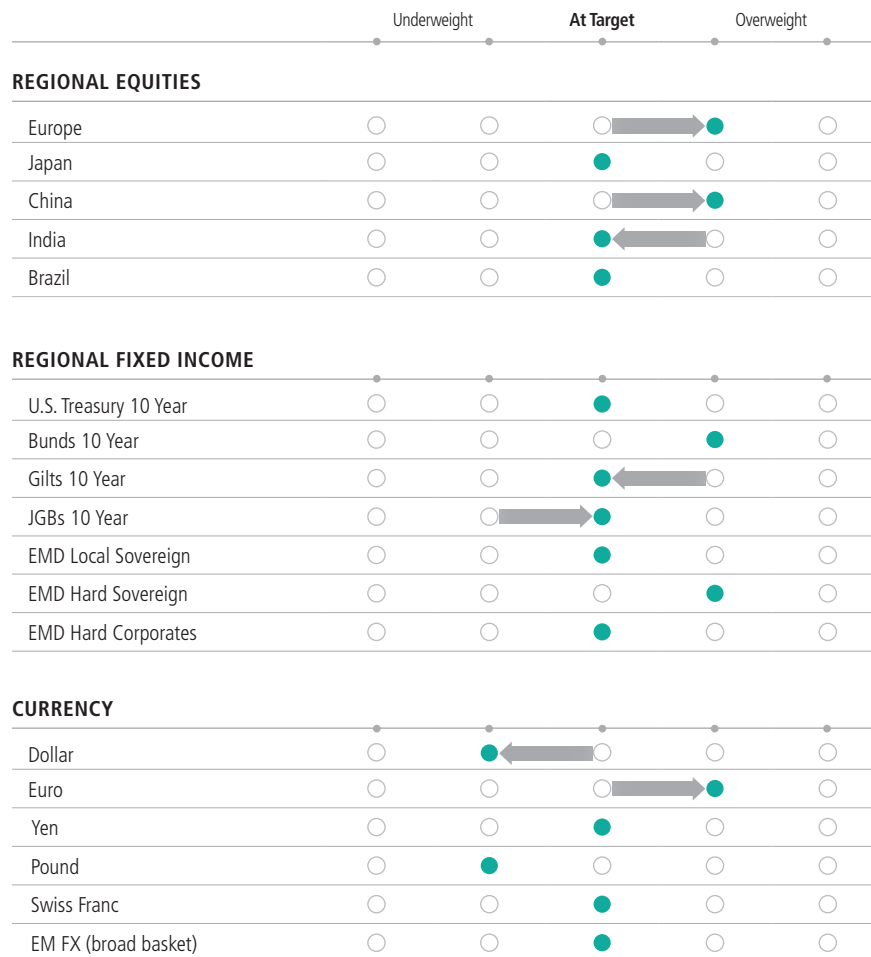 Underweight At Target Overweight
REGIONAL EQUITIES
Europe
Japan
China
India
Brazil
REGIONAL FIXED INCOME
U.S. Treasury 10 Year
Bunds 10 Year
Gilts 10 Year
JGBs 10 Year
EMD Local Sovereign
EMD Hard Sovereign
EMD Hard Corporates
CURRENCY
Dollar
Euro
Yen
Pound
Swiss Franc
EM FX (broad basket)